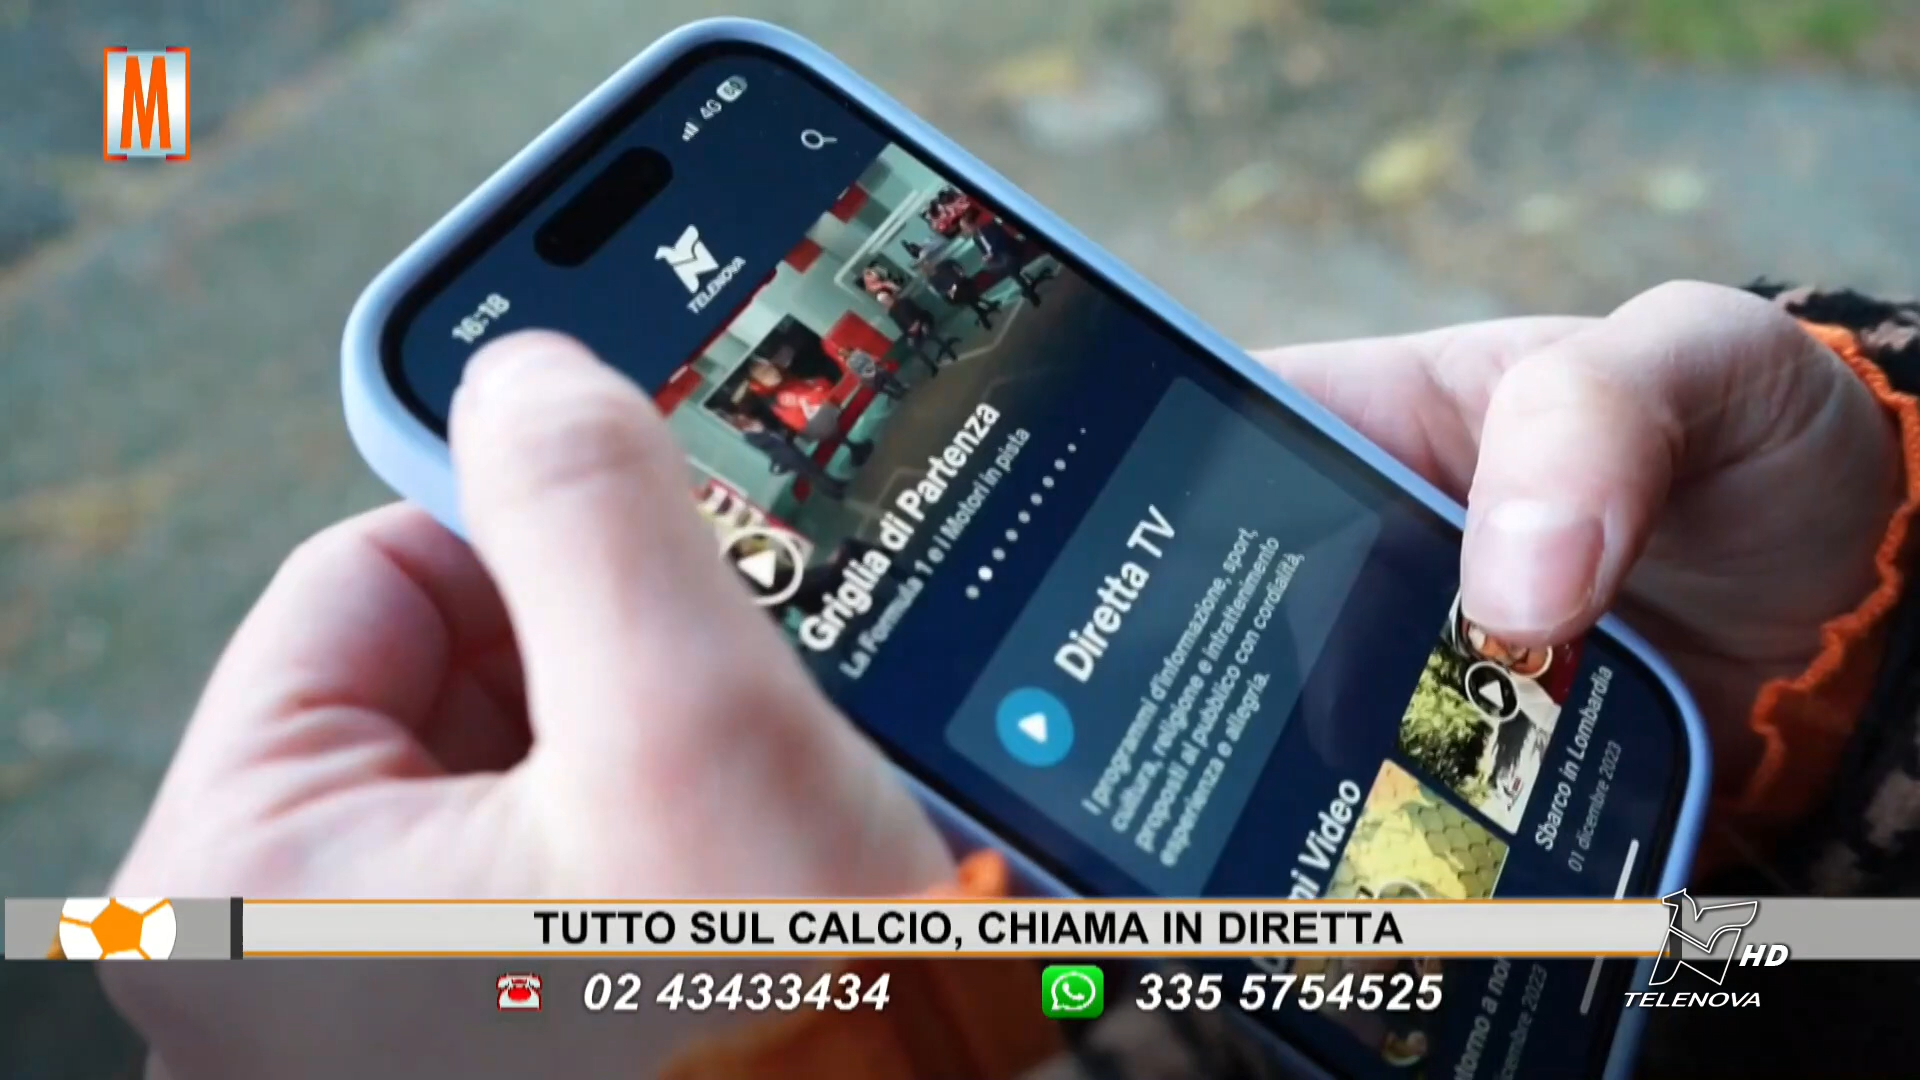 M
4G 60
16:18
TELENOVA
Griglia di Partenza
La Formula 1 e i Motori in pista
Diretta TV
I programmi d'informazione, sport,
cultura, religione e intrattenimento
proposti al pubblico con cordialità,
esperienza e allegria.
Video
Sbarco in Lombardia
01 dicembre 2023
2023
TUTTO SUL CALCIO, CHIAMA IN DIRETTA
02 43433434
335 5754525
HD
TELENOVA